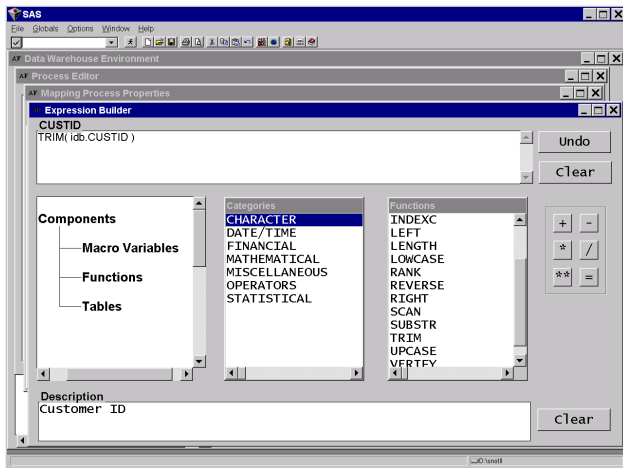 SAS
File Globals Options Window Help
Data Warehouse Environment
Process Editor
Mapping Process Properties
Expression Builder
CUSTID
TRIM( idb.CUSTID )
Undo
Clear
Components
Macro Variables
Functions
Tables
Categories
CHARACTER
DATE/TIME
FINANCIAL
MATHEMATICAL
MISCELLANEOUS
OPERATORS
STATISTICAL
Functions
INDEXC
LEFT
LENGTH
LOWCASE
RANK
REVERSE
RIGHT
SCAN
SUBSTR
TRIM
UPCASE
VERIFY
+ -
* /
** =
Description
Customer ID
Clear